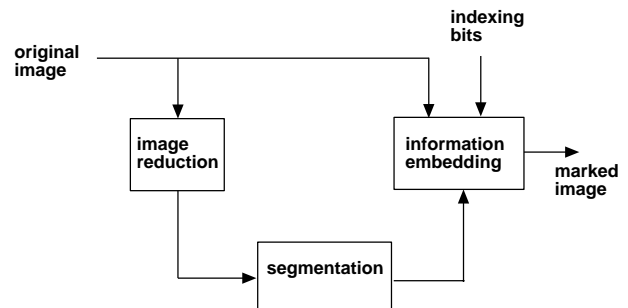 indexing
bits
original
image
image
reduction
information
embedding
marked
image
segmentation